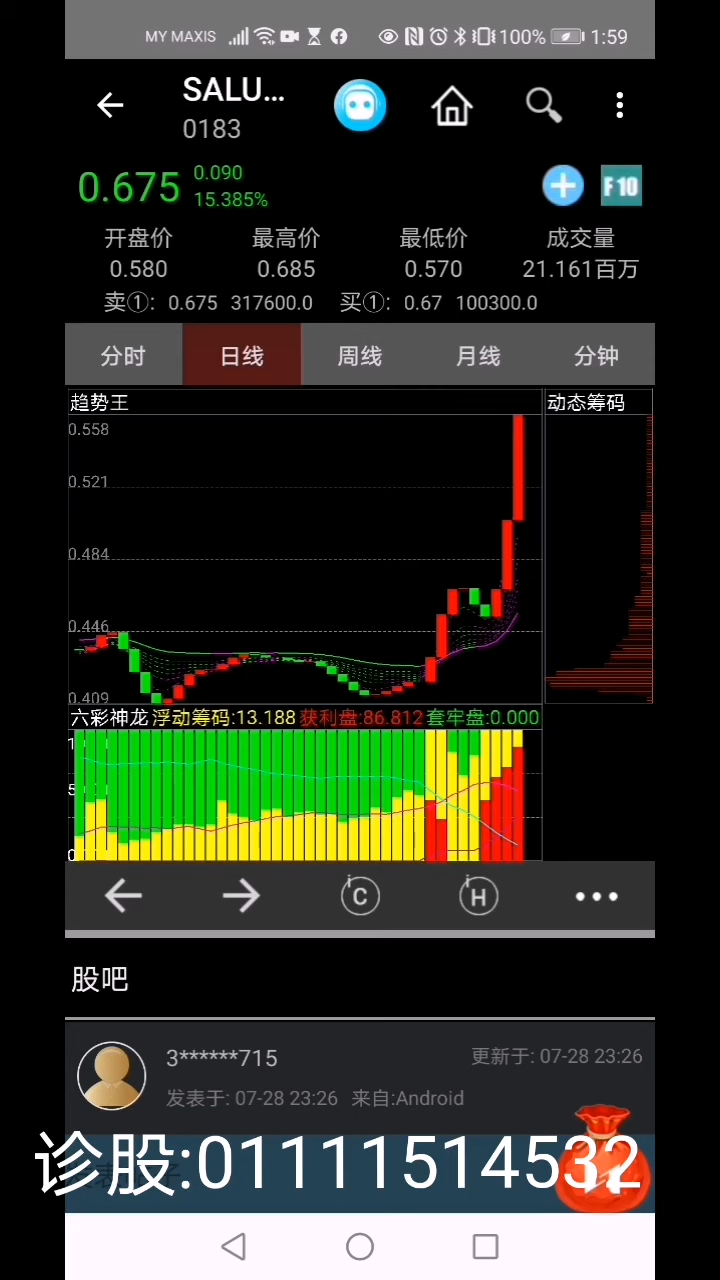 MY MAXIS 100% 1:59
SALU...
0183
0.675 0.090
15.385%
F10
开盘价 最高价 最低价 成交量
0.580 0.685 0.570 21.161百万
卖①: 0.675 317600.0 买①: 0.67 100300.0
分时 日线 周线 月线 分钟
趋势王 动态筹码
0.558
0.521
0.484
0.446
0.409
六彩神龙 浮动筹码:13.188 获利盘:86.812 套牢盘:0.000
C H
股吧
3******715 更新于: 07-28 23:26
发表于: 07-28 23:26 来自:Android
诊股:01111514532